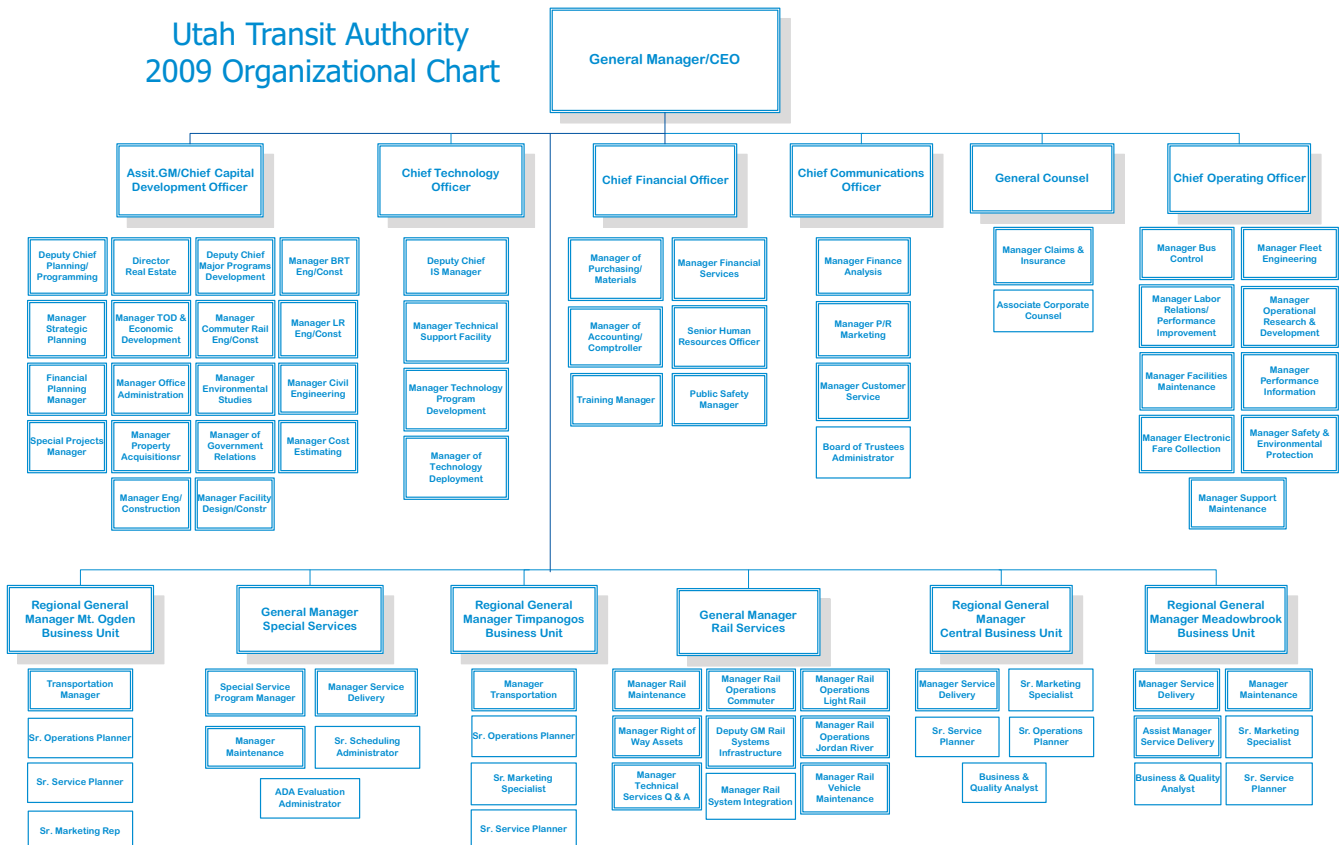 Utah Transit Authority
2009 Organizational Chart
General Manager/CEO
Assit.GM/Chief Capital
Development Officer
Chief Technology
Officer
Chief Financial Officer
Chief Communications
Officer
General Counsel
Chief Operating Officer
Deputy Chief
Planning/
Programming
Director
Real Estate
Deputy Chief
Major Programs
Development
Manager BRT
Eng/Const
Manager
Strategic
Planning
Manager TOD &
Economic
Development
Manager
Commuter Rail
Eng/Const
Manager LR
Eng/Const
Financial
Planning
Manager
Manager Office
Administration
Manager
Environmental
Studies
Manager Civil
Engineering
Special Projects
Manager
Manager
Property
Acquisitionsr
Manager of
Government
Relations
Manager Cost
Estimating
Manager Eng/
Construction
Manager Facility
Design/Constr
Deputy Chief
IS Manager
Manager Technical
Support Facility
Manager Technology
Program
Development
Manager of
Technology
Deployment
Manager of
Purchasing/
Materials
Manager Financial
Services
Manager of
Accounting/
Comptroller
Senior Human
Resources Officer
Training Manager
Public Safety
Manager
Manager Finance
Analysis
Manager P/R
Marketing
Manager Customer
Service
Board of Trustees
Administrator
Manager Claims &
Insurance
Associate Corporate
Counsel
Manager Bus
Control
Manager Fleet
Engineering
Manager Labor
Relations/
Performance
Improvement
Manager
Operational
Research &
Development
Manager Facilities
Maintenance
Manager
Performance
Information
Manager Electronic
Fare Collection
Manager Safety &
Environmental
Protection
Manager Support
Maintenance
Regional General
Manager Mt. Ogden
Business Unit
General Manager
Special Services
Regional General
Manager Timpanogos
Business Unit
General Manager
Rail Services
Regional General
Manager
Central Business Unit
Regional General
Manager Meadowbrook
Business Unit
Transportation
Manager
Sr. Operations Planner
Sr. Service Planner
Sr. Marketing Rep
Special Service
Program Manager
Manager Service
Delivery
Manager
Maintenance
Sr. Scheduling
Administrator
ADA Evaluation
Administrator
Manager
Transportation
Sr. Operations Planner
Sr. Marketing
Specialist
Sr. Service Planner
Manager Rail
Maintenance
Manager Rail
Operations
Commuter
Manager Rail
Operations
Light Rail
Manager Right of
Way Assets
Deputy GM Rail
Systems
Infrastructure
Manager Rail
Operations
Jordan River
Manager
Technical
Services Q & A
Manager Rail
System Integration
Manager Rail
Vehicle
Maintenance
Manager Service
Delivery
Sr. Marketing
Specialist
Sr. Service
Planner
Sr. Operations
Planner
Business &
Quality Analyst
Manager Service
Delivery
Manager
Maintenance
Assist Manager
Service Delivery
Sr. Marketing
Specialist
Business & Quality
Analyst
Sr. Service
Planner